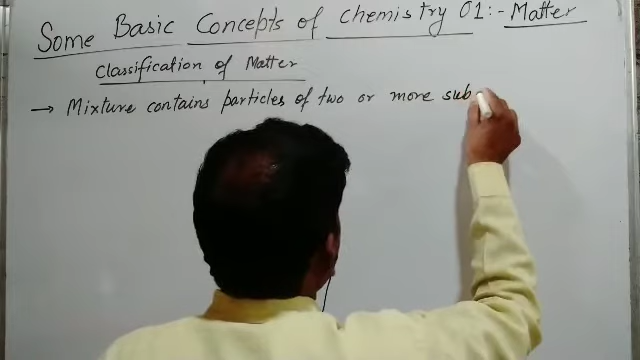 Some Basic Concepts of Chemistry 01:- Matter
Classification of Matter
→ Mixture contains particles of two or more sub